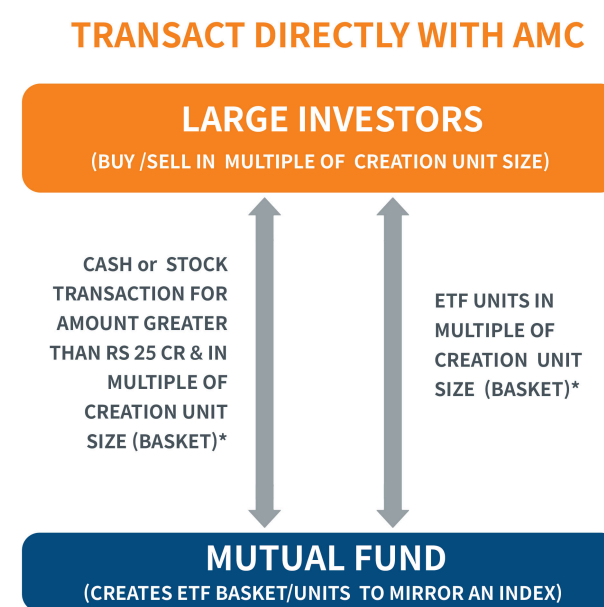 TRANSACT DIRECTLY WITH AMC
LARGE INVESTORS
(BUY /SELL IN MULTIPLE OF CREATION UNIT SIZE)
CASH or STOCK
TRANSACTION FOR
AMOUNT GREATER
THAN RS 25 CR & IN
MULTIPLE OF
CREATION UNIT
SIZE (BASKET)*
ETF UNITS IN
MULTIPLE OF
CREATION UNIT
SIZE (BASKET)*
MUTUAL FUND
(CREATES ETF BASKET/UNITS TO MIRROR AN INDEX)